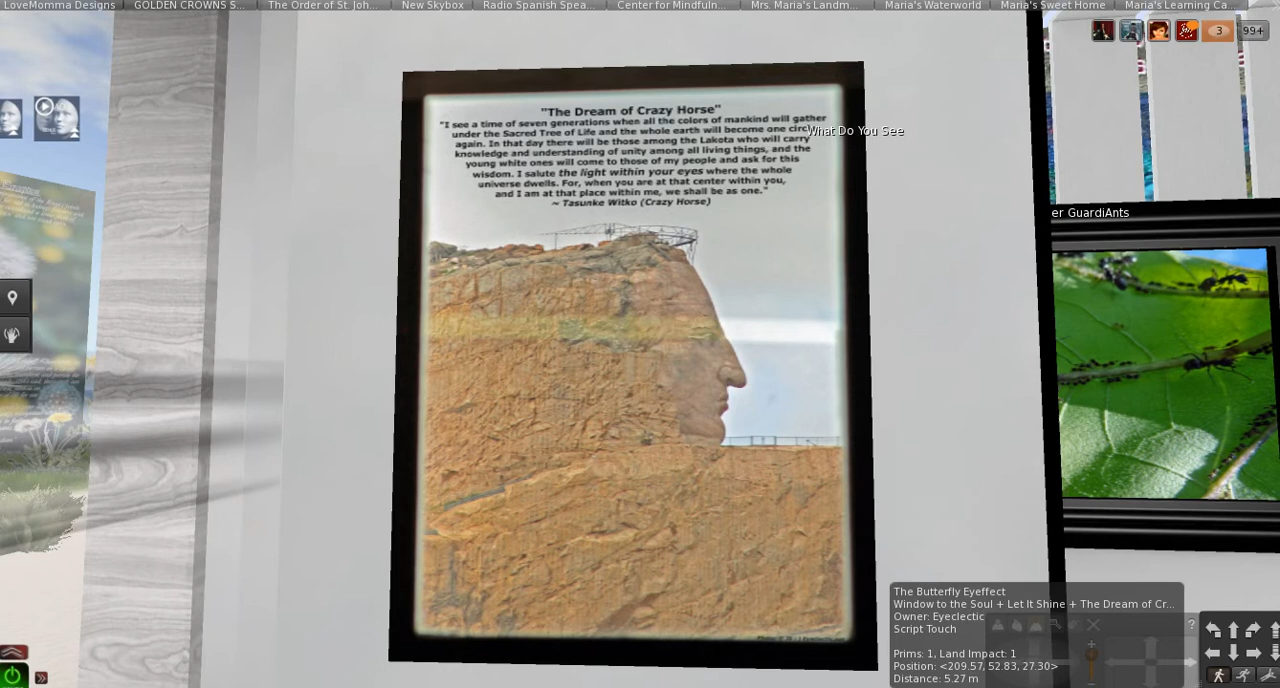 LoveMomma Designs
GOLDEN CROWNS S...
The Order of St. Joh...
New Skybox
Radio Spanish Spea...
Center for Mindfuln...
Mrs. Maria's Landm...
Maria's Waterworld
Maria's Sweet Home
Maria's Learning Ca...
3
99+
"The Dream of Crazy Horse"
"I see a time of seven generations when all the colors of mankind will gather
under the Sacred Tree of Life and the whole earth will become one circ
again. In that day there will be those among the Lakota who will carry
knowledge and understanding of unity among all living things, and the
young white ones will come to those of my people and ask for this
wisdom. I salute the light within your eyes where the whole
universe dwells. For, when you are at that center within you,
and I am at that place within me, we shall be as one."
~ Tasunke Witko (Crazy Horse)
What Do You See
er GuardiAnts
The Butterfly Eyeffect
Window to the Soul + Let It Shine + The Dream of Cr...
Owner: Eyeclectic
Script Touch
?
Prims: 1, Land Impact: 1
Position: <209.57, 52.83, 27.30>
Distance: 5.27 m